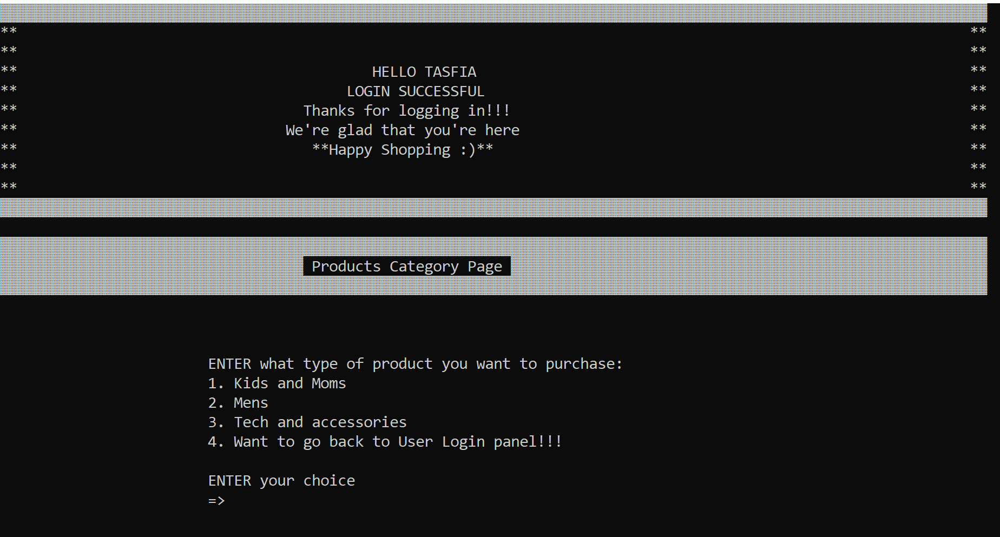 ** **
** **
** HELLO TASFIA **
** LOGIN SUCCESSFUL **
** Thanks for logging in!!! **
** We're glad that you're here **
** **Happy Shopping :)** **
** **
** **
Products Category Page
ENTER what type of product you want to purchase:
1. Kids and Moms
2. Mens
3. Tech and accessories
4. Want to go back to User Login panel!!!
ENTER your choice
=>